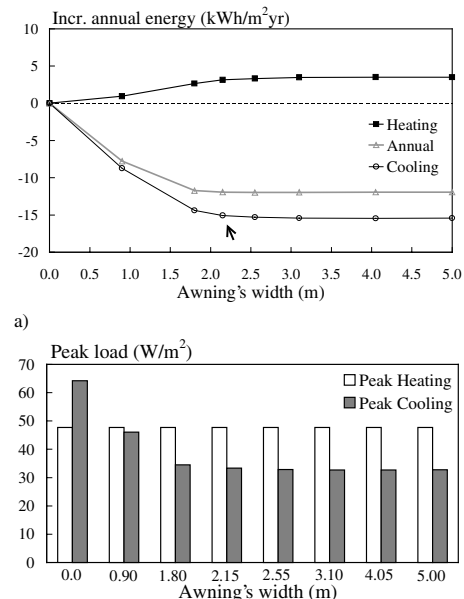 Incr. annual energy (kWh/m²yr)
10
5
0
-5
-10
-15
-20
Heating
Annual
Cooling
0.0 0.5 1.0 1.5 2.0 2.5 3.0 3.5 4.0 4.5 5.0
Awning's width (m)
a)
Peak load (W/m²)
70
60
50
40
30
20
10
0
Peak Heating
Peak Cooling
0.0 0.90 1.80 2.15 2.55 3.10 4.05 5.00
Awning's width (m)